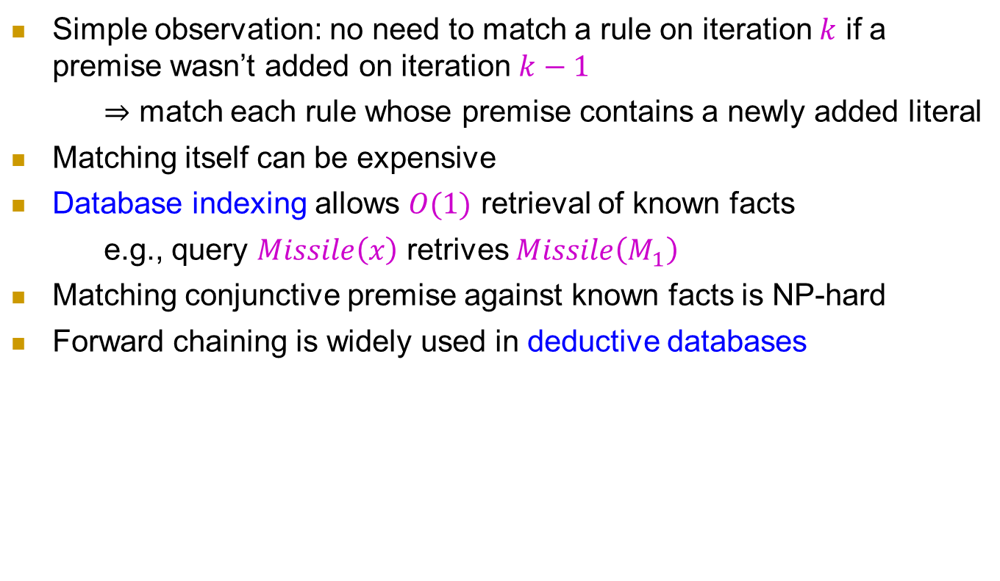 Simple observation: no need to match a rule on iteration k if a
premise wasn’t added on iteration k − 1
⇒ match each rule whose premise contains a newly added literal
Matching itself can be expensive
Database indexing allows O(1) retrieval of known facts
e.g., query Missile(x) retrives Missile(M₁)
Matching conjunctive premise against known facts is NP-hard
Forward chaining is widely used in deductive databases